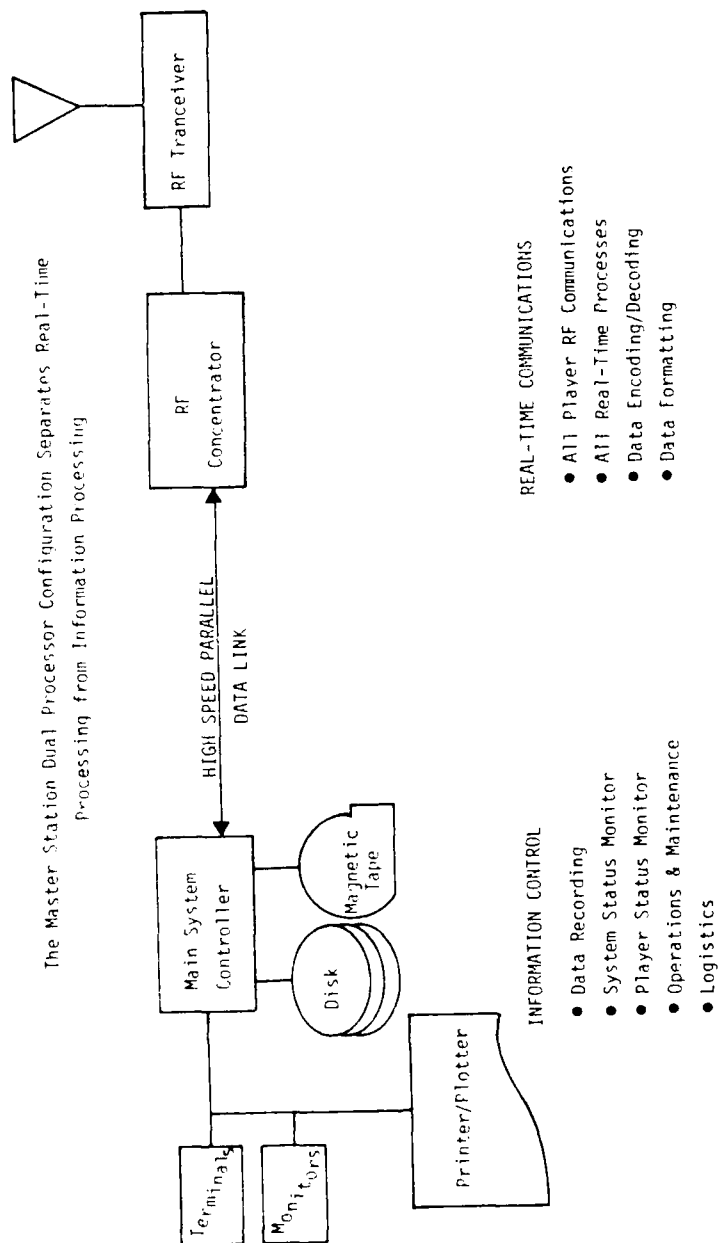 The Master Station Dual Processor Configuration Separates Real-Time
Processing from Information Processing
Terminals
Monitors
Printer/Plotter
Main System
Controller
Disk
Magnetic
Tape
HIGH SPEED PARALLEL
DATA LINK
RF
Concentrator
RF Tranceiver
INFORMATION CONTROL
● Data Recording
● System Status Monitor
● Player Status Monitor
● Operations & Maintenance
● Logistics
REAL-TIME COMMUNICATIONS
● All Player RF Communications
● All Real-Time Processes
● Data Encoding/Decoding
● Data Formatting